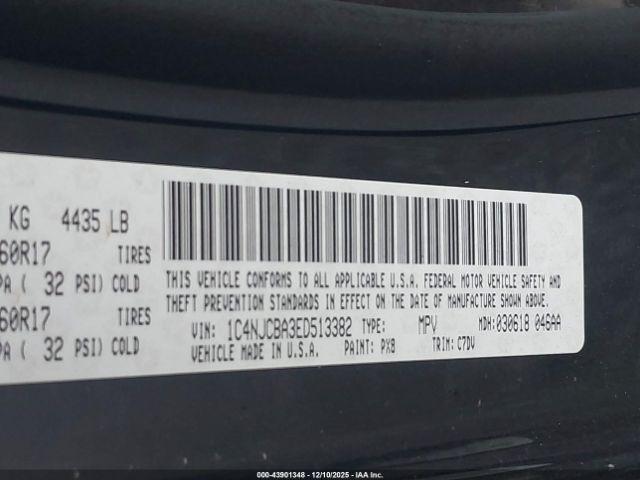 KG 4435 LB
60R17 TIRES
PA ( 32 PSI) COLD
60R17 TIRES
PA ( 32 PSI) COLD
THIS VEHICLE CONFORMS TO ALL APPLICABLE U.S.A. FEDERAL MOTOR VEHICLE SAFETY AND
THEFT PREVENTION STANDARDS IN EFFECT ON THE DATE OF MANUFACTURE SHOWN ABOVE.
VIN: 1C4NJCBA3ED513382 TYPE: MPV MDH:030618 046AA
VEHICLE MADE IN U.S.A. PAINT: PX8 TRIM: C7DV
000-43901348 - 12/10/2025 - IAA Inc.